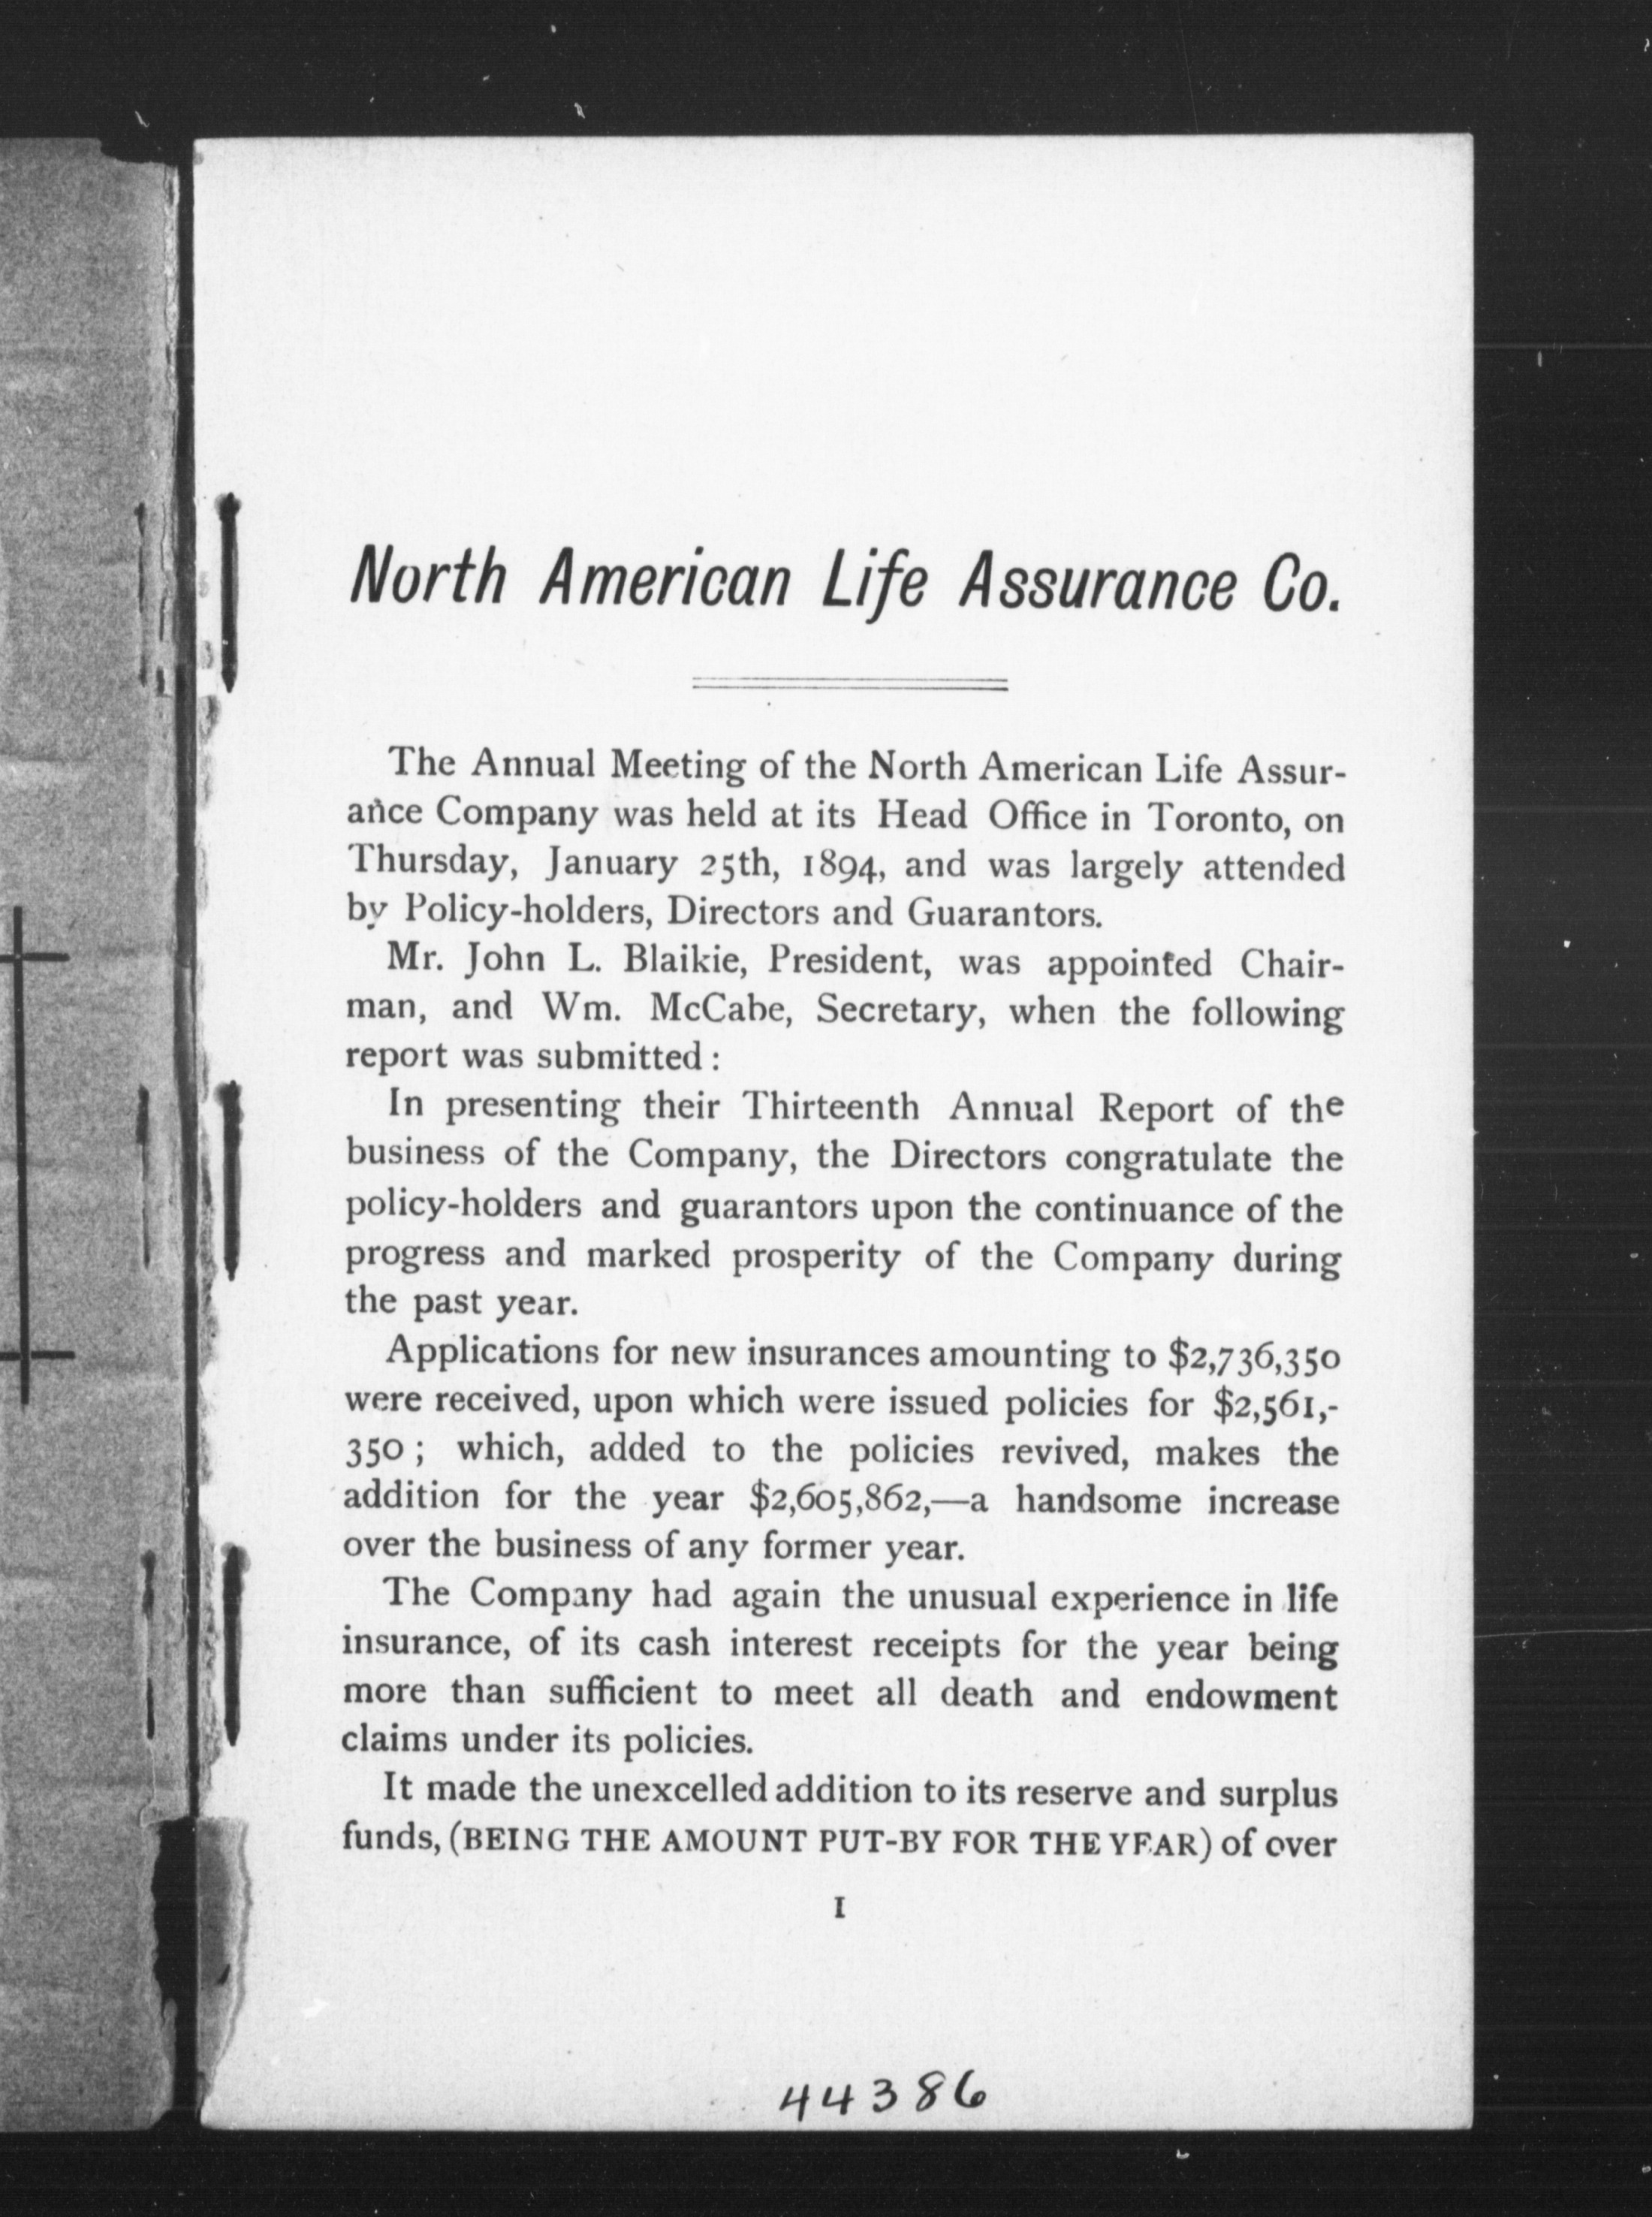 North American Life Assurance Co.
The Annual Meeting of the North American Life Assur-
ance Company was held at its Head Office in Toronto, on
Thursday, January 25th, 1894, and was largely attended
by Policy-holders, Directors and Guarantors.
Mr. John L. Blaikie, President, was appointed Chair-
man, and Wm. McCabe, Secretary, when the following
report was submitted :
In presenting their Thirteenth Annual Report of the
business of the Company, the Directors congratulate the
policy-holders and guarantors upon the continuance of the
progress and marked prosperity of the Company during
the past year.
Applications for new insurances amounting to $2,736,350
were received, upon which were issued policies for $2,561,-
350 ; which, added to the policies revived, makes the
addition for the year $2,605,862,—a handsome increase
over the business of any former year.
The Company had again the unusual experience in life
insurance, of its cash interest receipts for the year being
more than sufficient to meet all death and endowment
claims under its policies.
It made the unexcelled addition to its reserve and surplus
funds, (BEING THE AMOUNT PUT-BY FOR THE YEAR) of over
1
44386